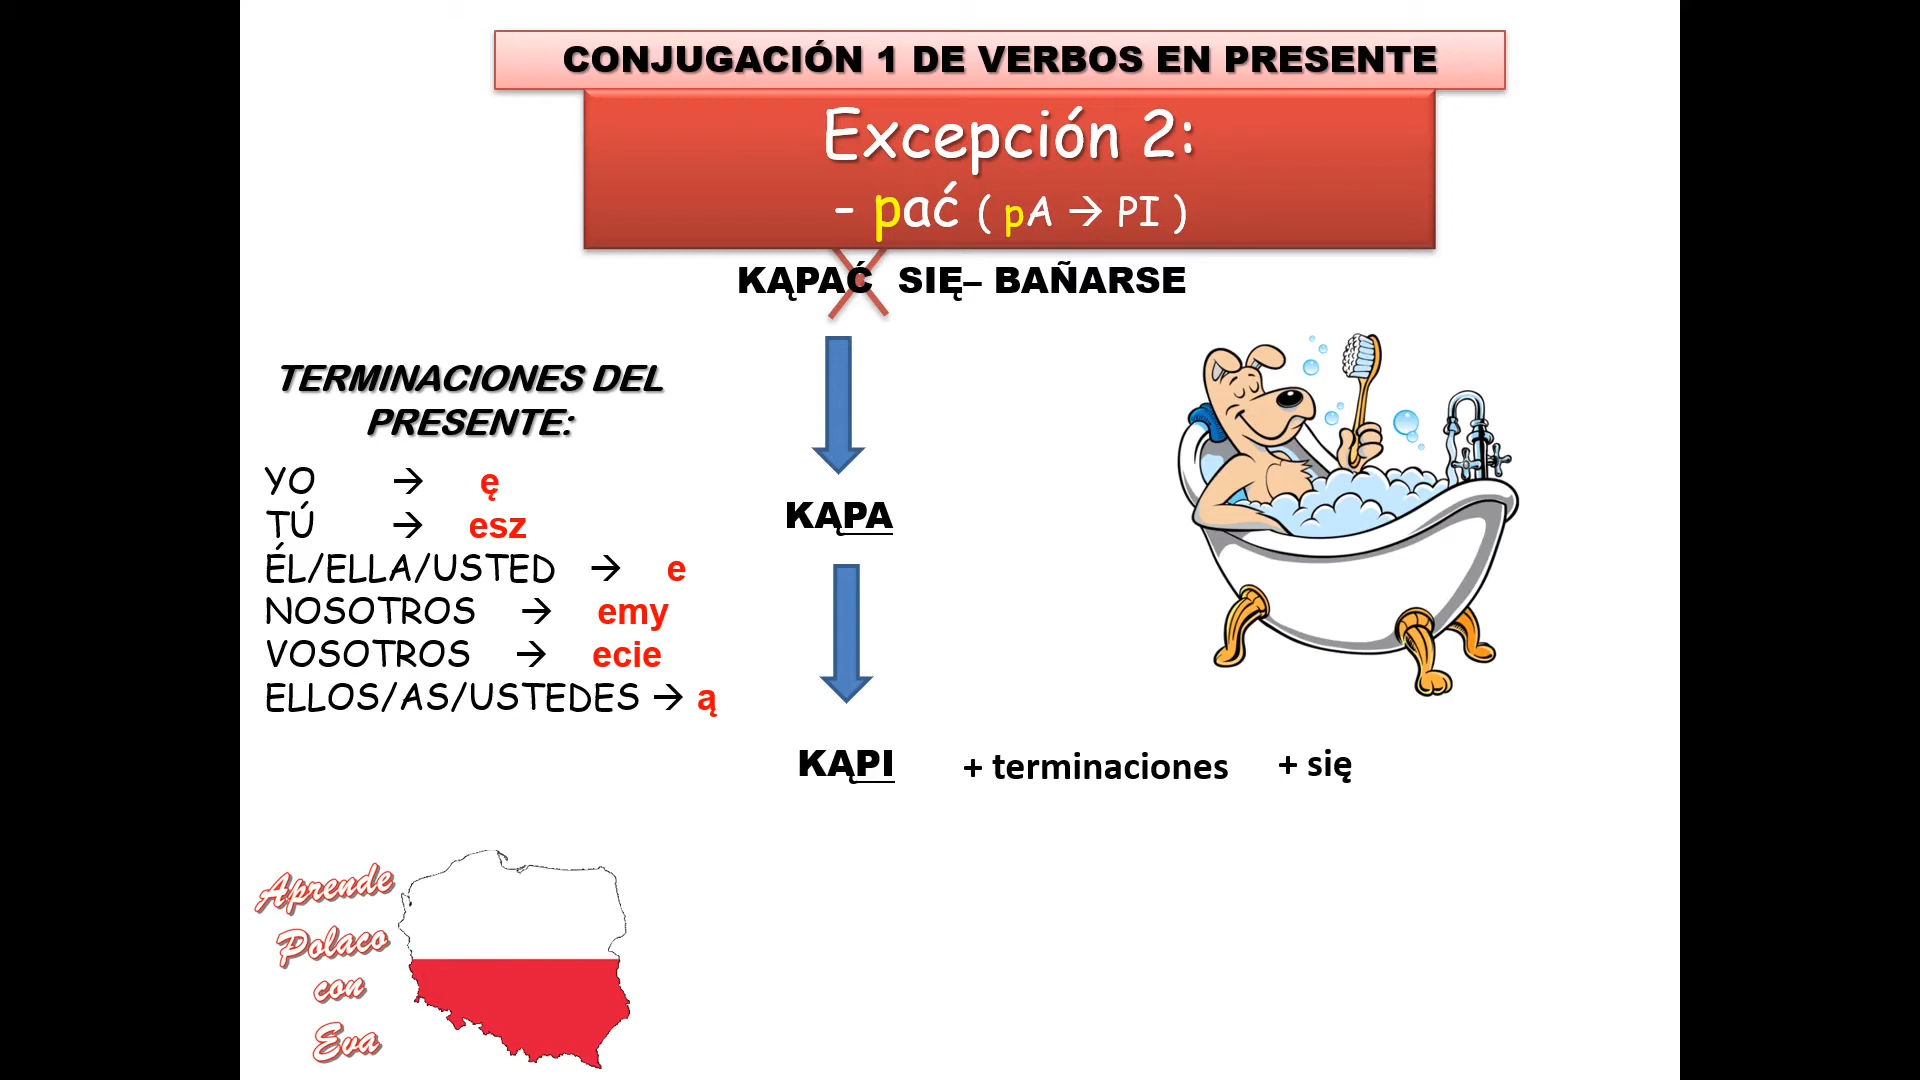 CONJUGACIÓN 1 DE VERBOS EN PRESENTE
Excepción 2:
- pać ( pA → PI )
KĄPAĆ SIĘ– BAÑARSE
TERMINACIONES DEL
PRESENTE:
YO → ę
TÚ → esz
ÉL/ELLA/USTED → e
NOSOTROS → emy
VOSOTROS → ecie
ELLOS/AS/USTEDES → ą
KĄPA
KĄPI + terminaciones + się
Aprende
Polaco
con
Eva